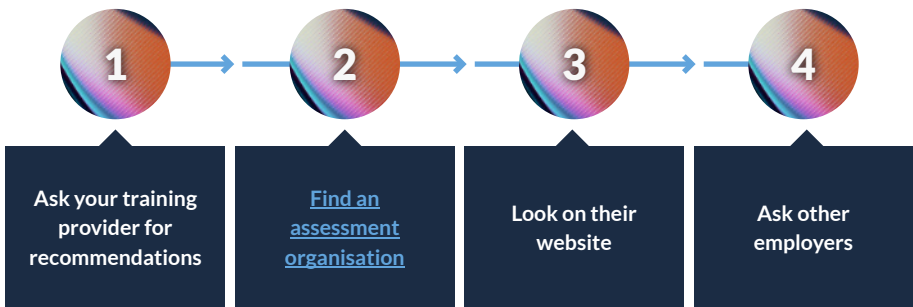 1
2
3
4
Ask your training
provider for
recommendations
Find an
assessment
organisation
Look on their
website
Ask other
employers